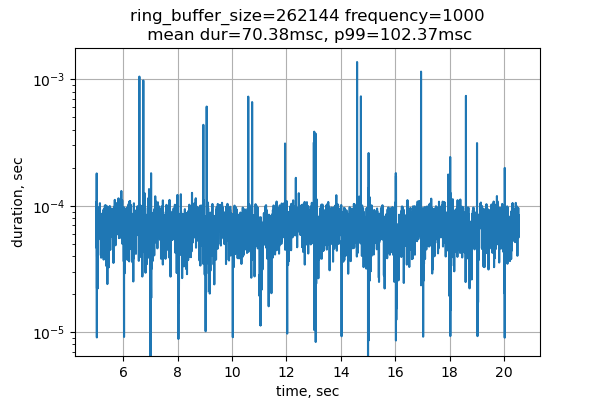 ring_buffer_size=262144 frequency=1000
mean dur=70.38msc, p99=102.37msc
10⁻³
10⁻⁴
10⁻⁵
duration, sec
6 8 10 12 14 16 18 20
time, sec